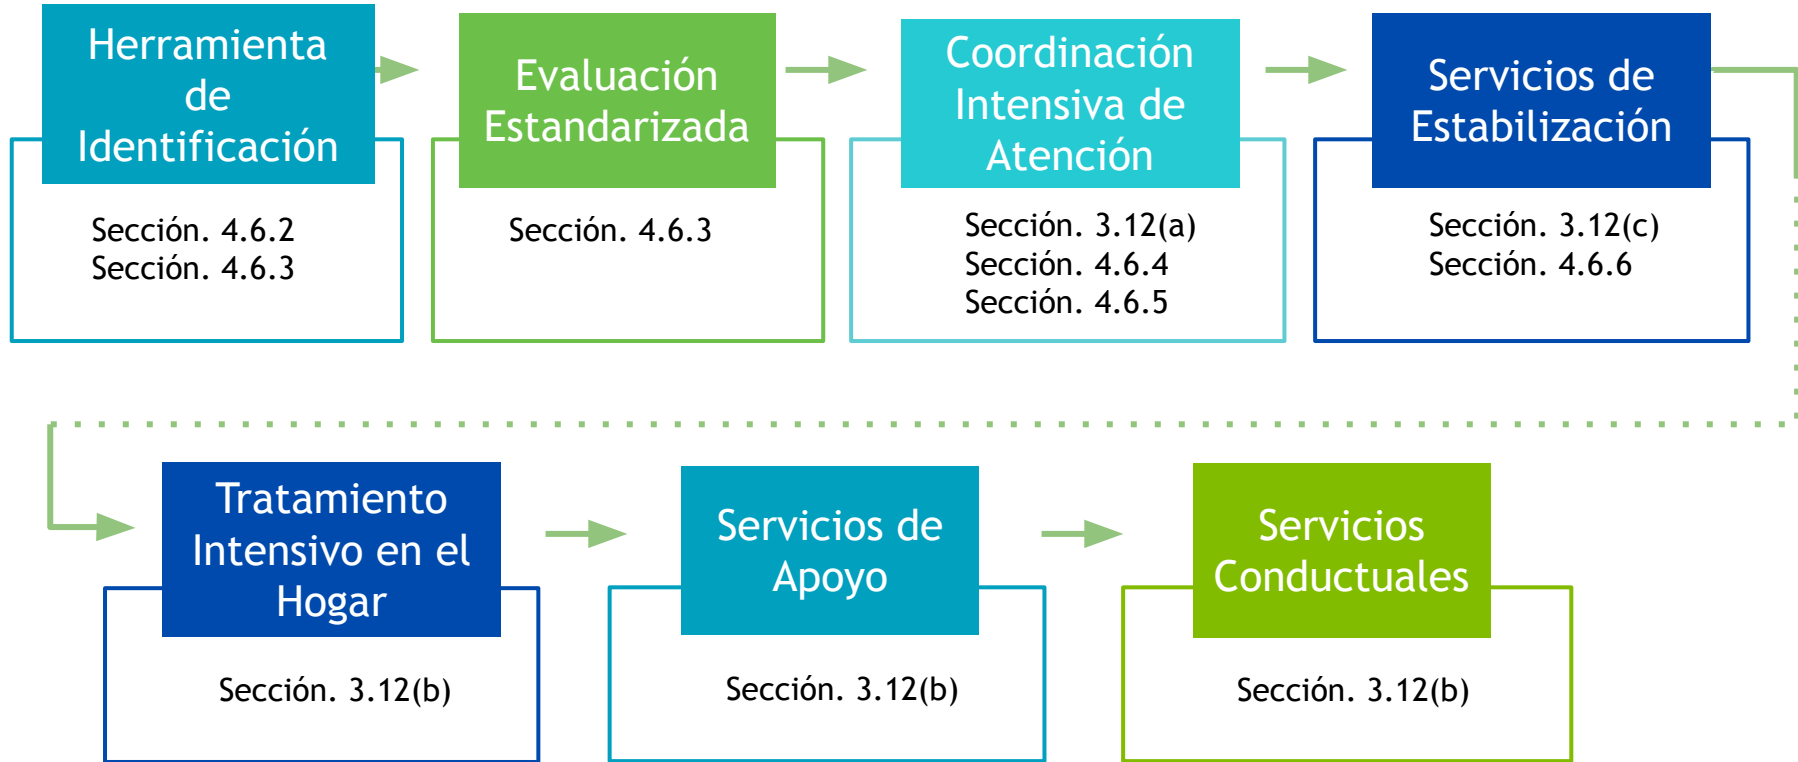 Herramienta
de
Identificación
Sección. 4.6.2
Sección. 4.6.3
Evaluación
Estandarizada
Sección. 4.6.3
Coordinación
Intensiva de
Atención
Sección. 3.12(a)
Sección. 4.6.4
Sección. 4.6.5
Servicios de
Estabilización
Sección. 3.12(c)
Sección. 4.6.6
Tratamiento
Intensivo en el
Hogar
Sección. 3.12(b)
Servicios de
Apoyo
Sección. 3.12(b)
Servicios
Conductuales
Sección. 3.12(b)